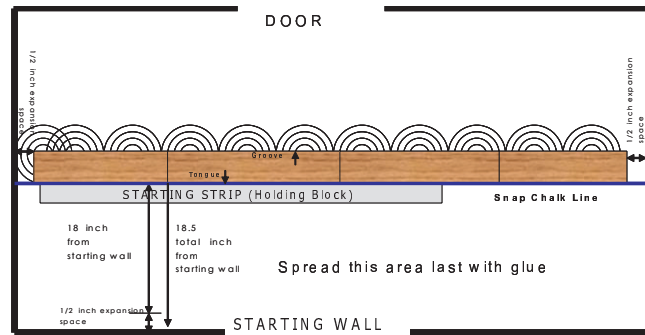 DOOR
1/2 inch expansion
space
1/2 inch expansion
space
Groove
Tongue
STARTING STRIP (Holding Block)
Snap Chalk Line
18 inch
from
starting wall
18.5
total inch
from
starting wall
Spread this area last with glue
1/2 inch expansion
space
STARTING WALL